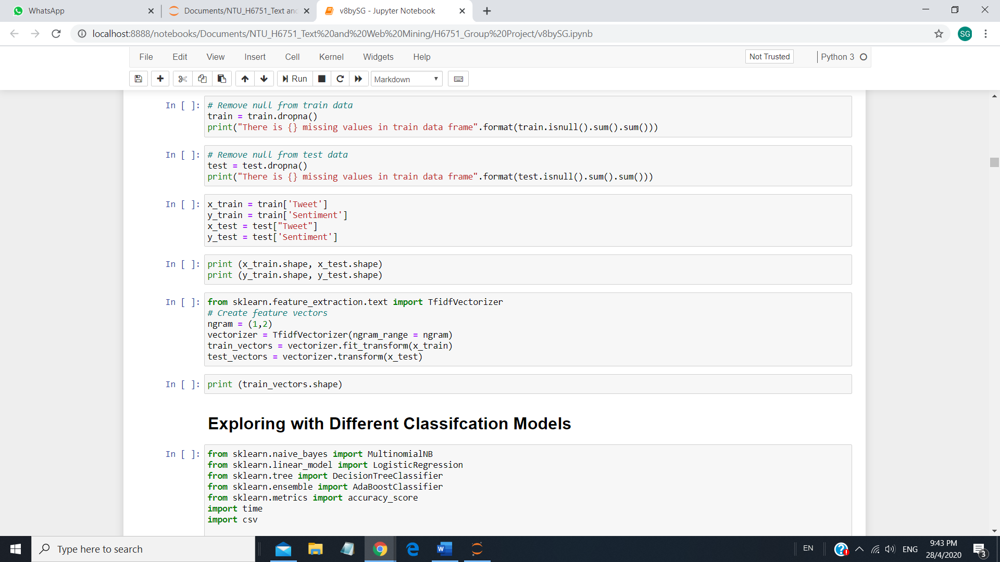 WhatsApp
Documents/NTU_H6751_Text and
v8bySG - Jupyter Notebook
localhost:8888/notebooks/Documents/NTU_H6751_Text%20and%20Web%20Mining/H6751_Group%20Project/v8bySG.ipynb
SG
File Edit View Insert Cell Kernel Widgets Help
Not Trusted
Python 3
Run
Markdown
In [ ]: # Remove null from train data
train = train.dropna()
print("There is {} missing values in train data frame".format(train.isnull().sum().sum()))
In [ ]: # Remove null from test data
test = test.dropna()
print("There is {} missing values in train data frame".format(test.isnull().sum().sum()))
In [ ]: x_train = train['Tweet']
y_train = train['Sentiment']
x_test = test["Tweet"]
y_test = test['Sentiment']
In [ ]: print (x_train.shape, x_test.shape)
print (y_train.shape, y_test.shape)
In [ ]: from sklearn.feature_extraction.text import TfidfVectorizer
# Create feature vectors
ngram = (1,2)
vectorizer = TfidfVectorizer(ngram_range = ngram)
train_vectors = vectorizer.fit_transform(x_train)
test_vectors = vectorizer.transform(x_test)
In [ ]: print (train_vectors.shape)
Exploring with Different Classifcation Models
In [ ]: from sklearn.naive_bayes import MultinomialNB
from sklearn.linear_model import LogisticRegression
from sklearn.tree import DecisionTreeClassifier
from sklearn.ensemble import AdaBoostClassifier
from sklearn.metrics import accuracy_score
import time
import csv
Type here to search
EN
ENG
9:43 PM
28/4/2020
3